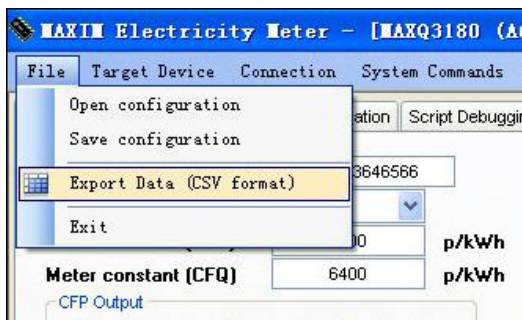 MAXIM Electricity Meter - [MAXQ3180 (A
File Target Device Connection System Commands
Open configuration
Save configuration
ation Script Debuggin
Export Data (CSV format)
3646566
Exit
p/kWh
Meter constant (CFQ) 6400 p/kWh
CFP Output